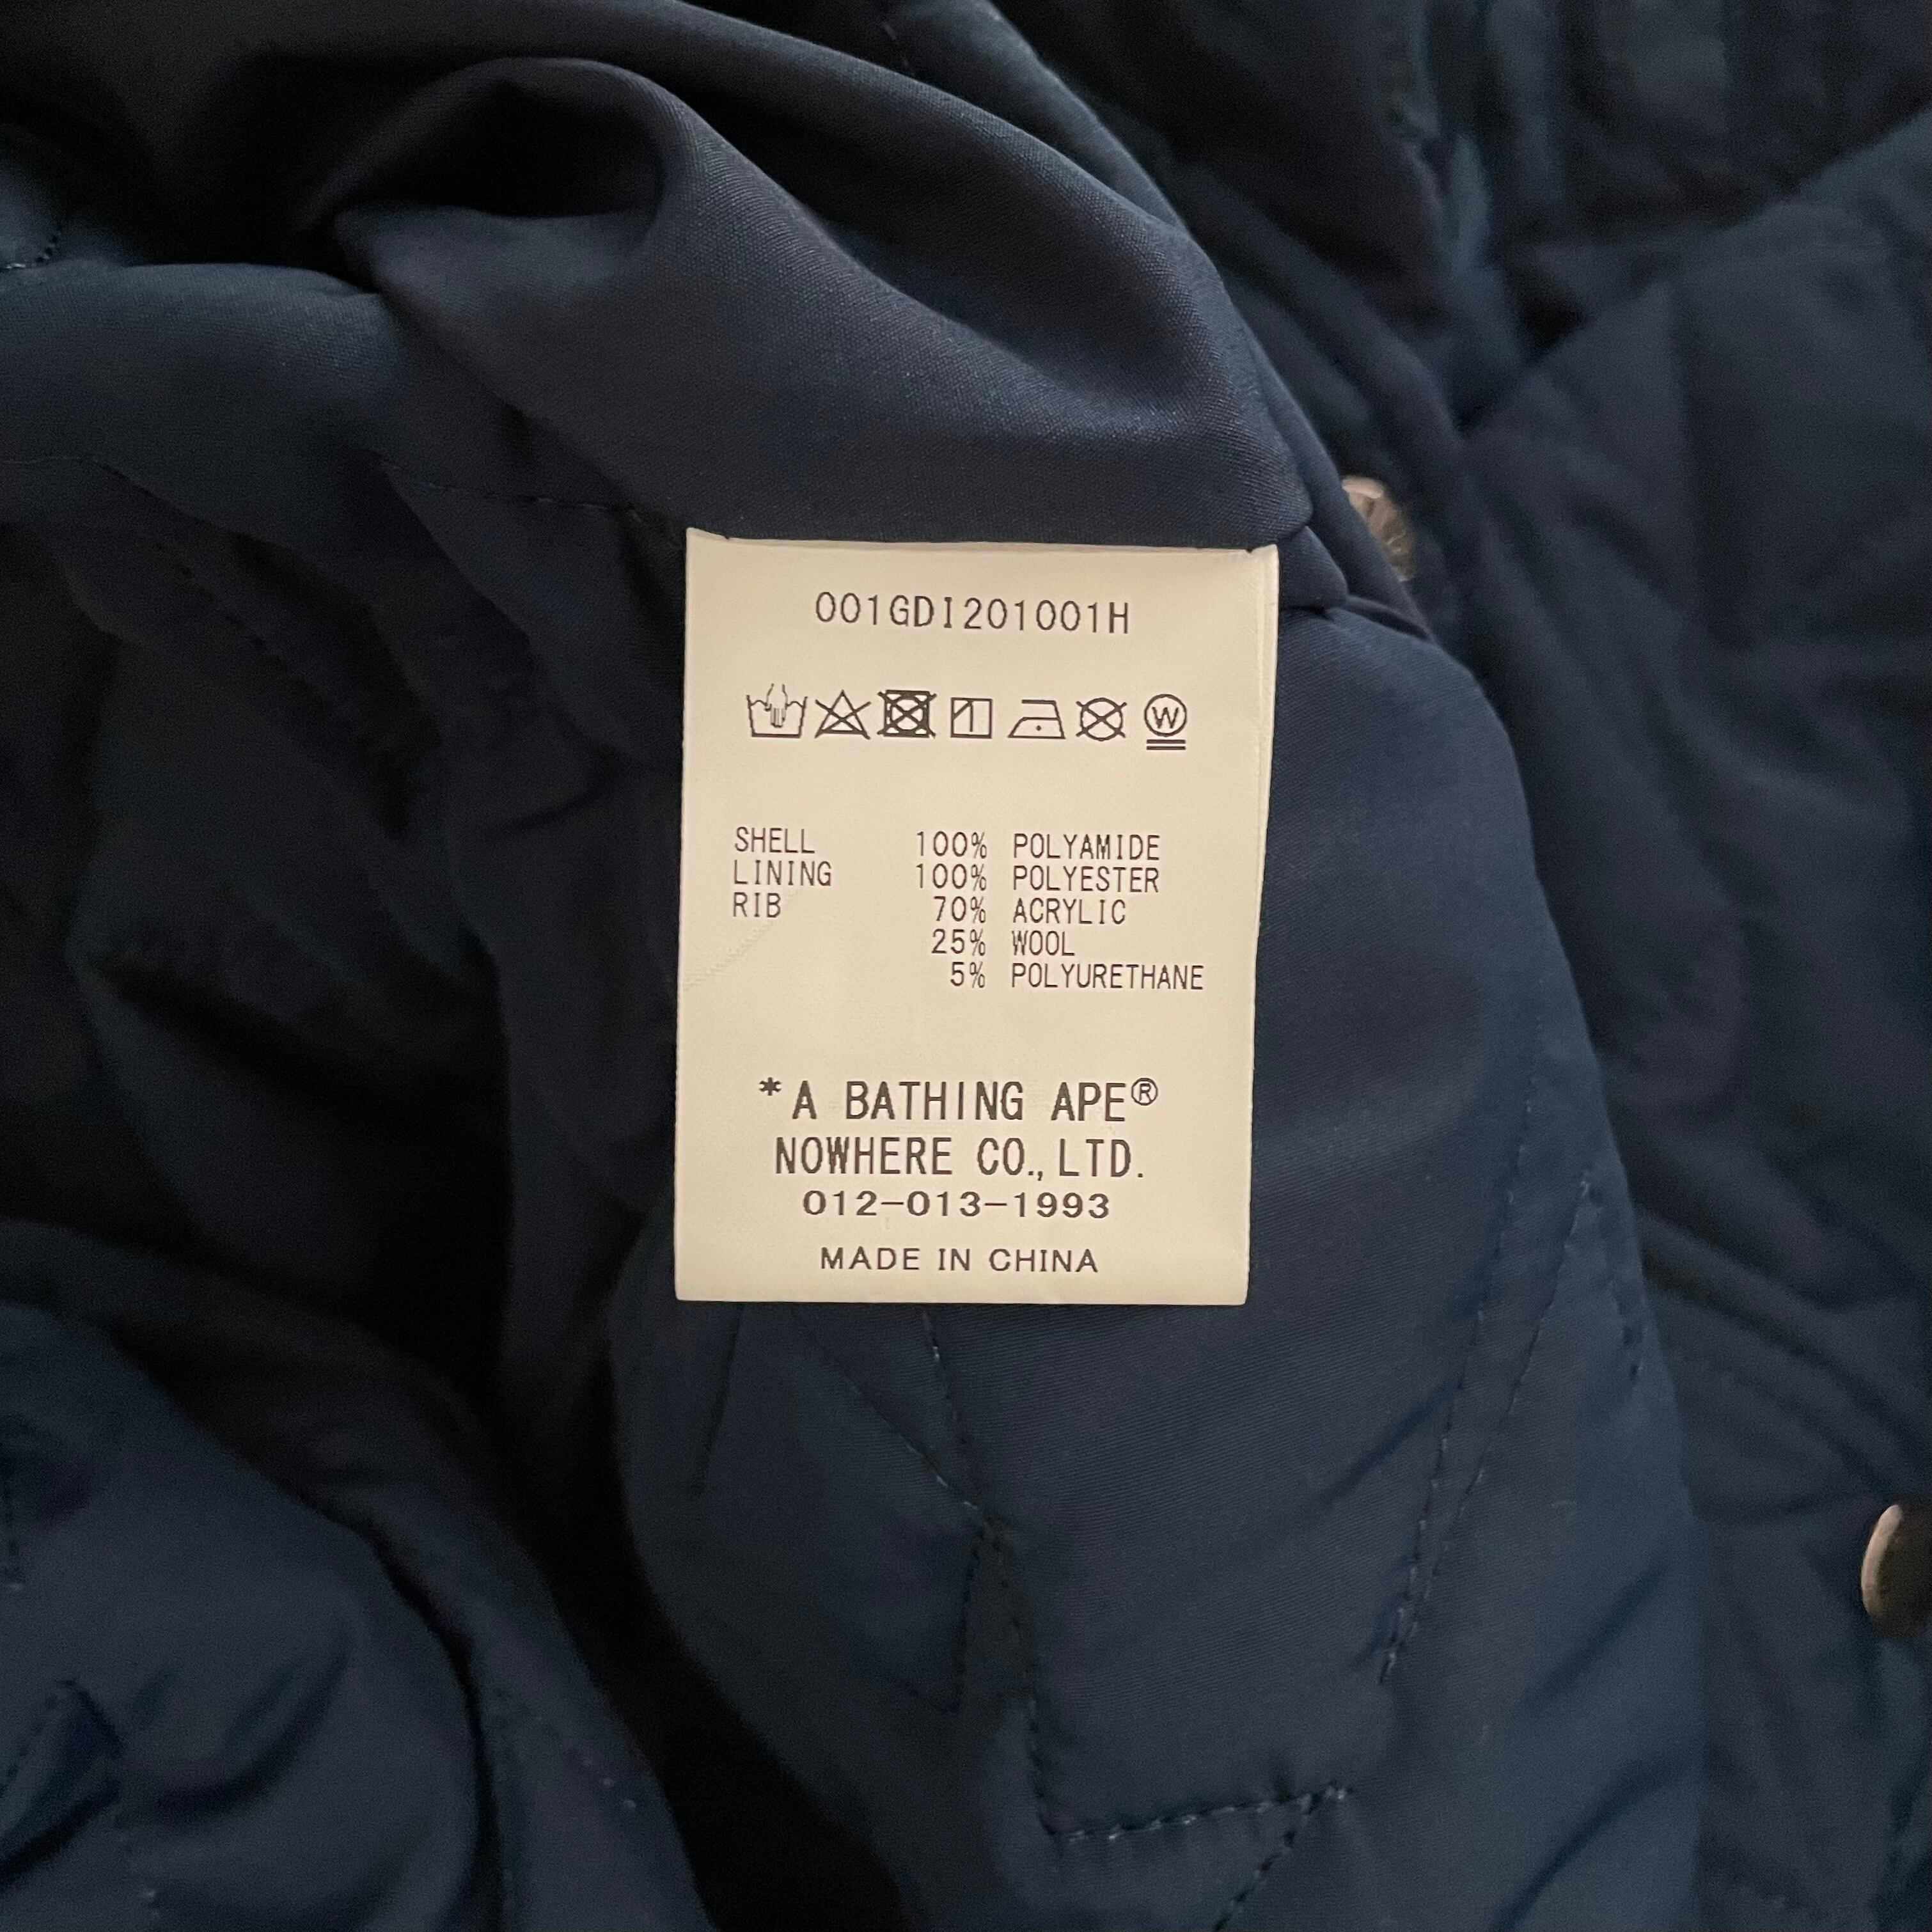 001GDI201001H
W
SHELL 100% POLYAMIDE
LINING 100% POLYESTER
RIB 70% ACRYLIC
25% WOOL
5% POLYURETHANE
*A BATHING APE®
NOWHERE CO., LTD.
012-013-1993
MADE IN CHINA